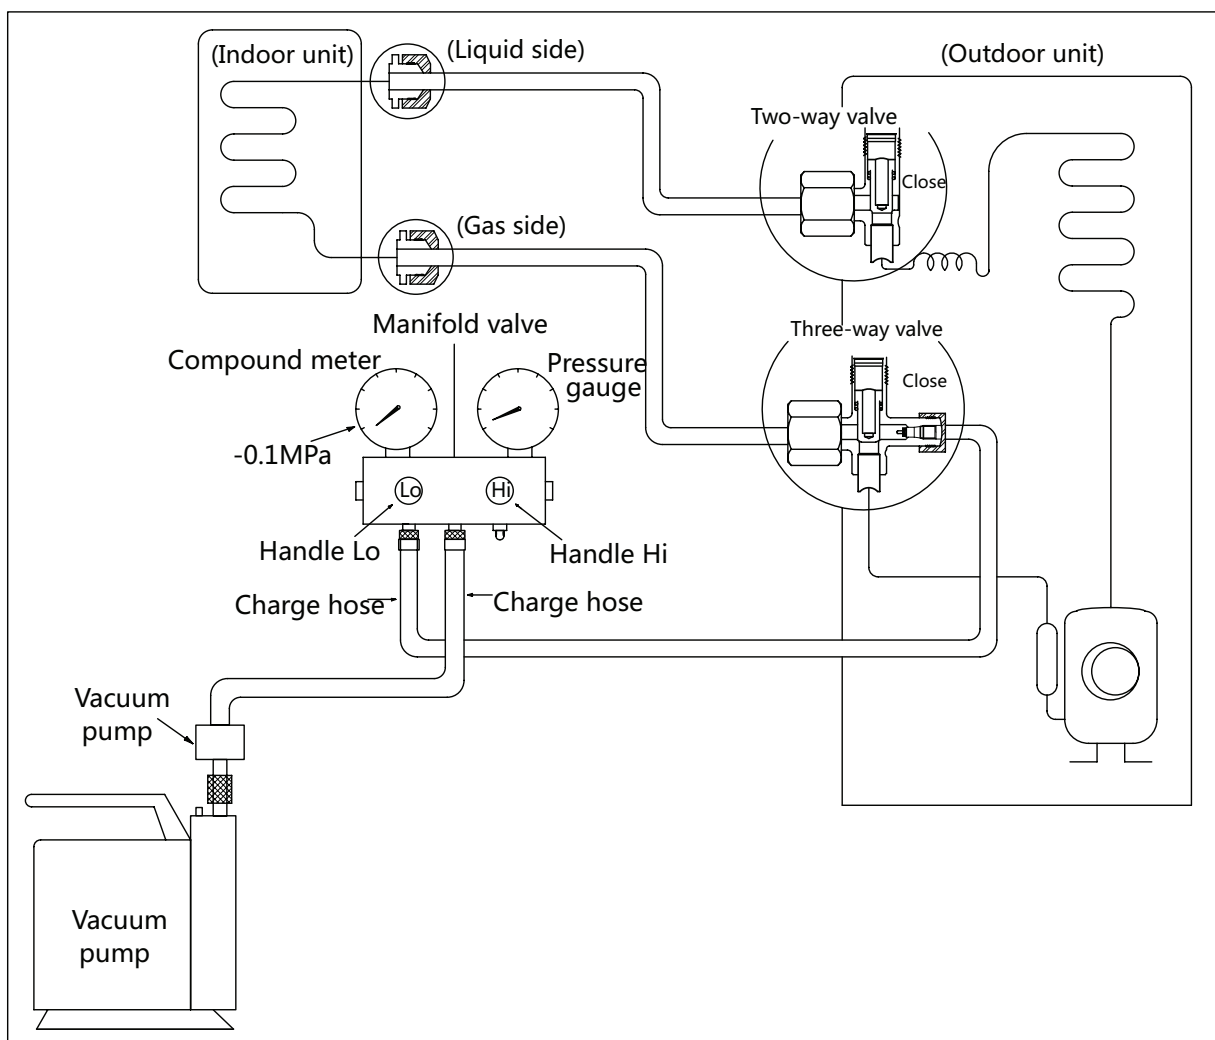 (Indoor unit)
(Liquid side)
(Outdoor unit)
Two-way valve
Close
(Gas side)
Manifold valve
Three-way valve
Compound meter
Pressure
gauge
Close
-0.1MPa
Lo
Hi
Handle Lo
Handle Hi
Charge hose
Charge hose
Vacuum
pump
Vacuum
pump